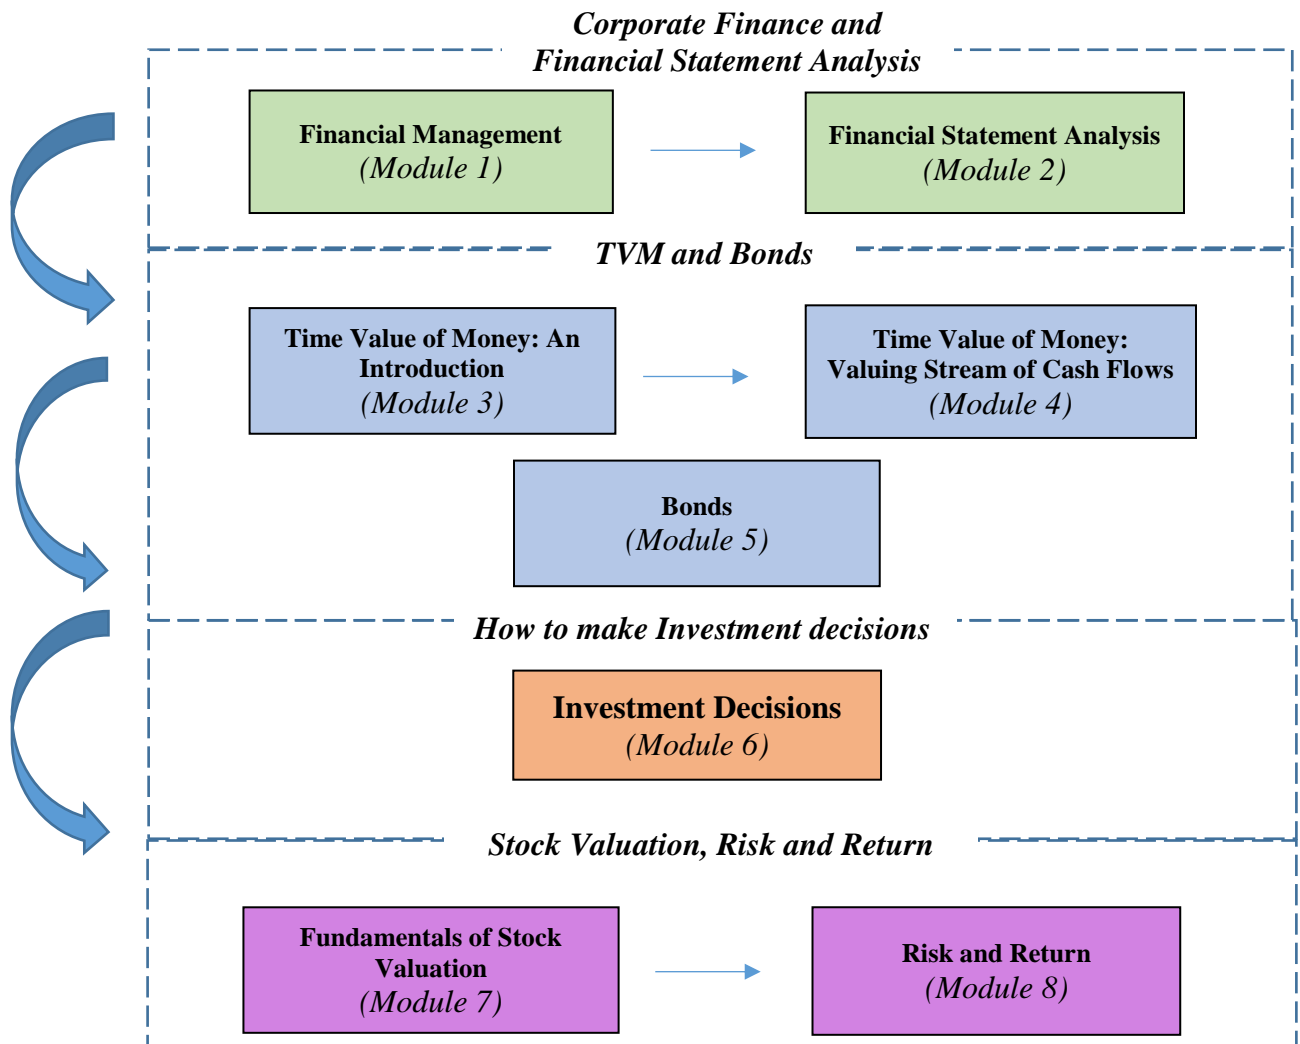 Corporate Finance and
Financial Statement Analysis
Financial Management
(Module 1)
Financial Statement Analysis
(Module 2)
TVM and Bonds
Time Value of Money: An
Introduction
(Module 3)
Time Value of Money:
Valuing Stream of Cash Flows
(Module 4)
Bonds
(Module 5)
How to make Investment decisions
Investment Decisions
(Module 6)
Stock Valuation, Risk and Return
Fundamentals of Stock
Valuation
(Module 7)
Risk and Return
(Module 8)